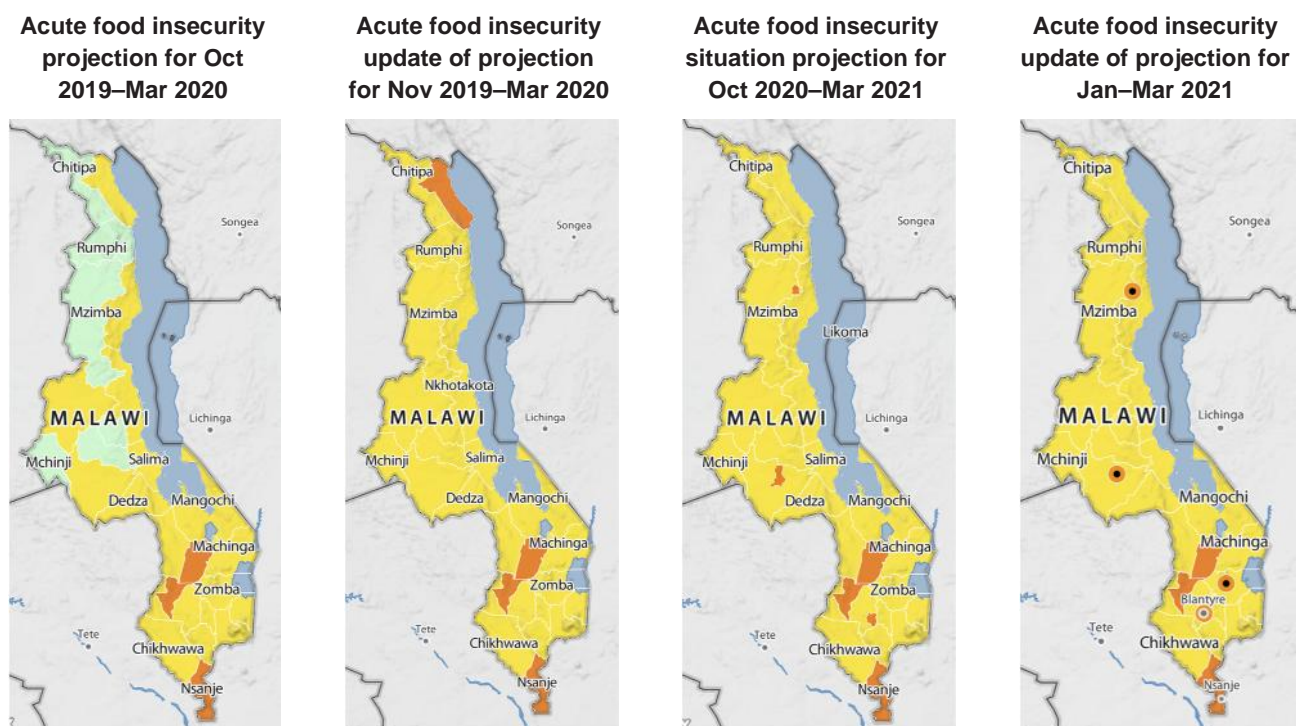 Acute food insecurity
projection for Oct
2019–Mar 2020
Acute food insecurity
update of projection
for Nov 2019–Mar 2020
Acute food insecurity
situation projection for
Oct 2020–Mar 2021
Acute food insecurity
update of projection for
Jan–Mar 2021
Chitipa
Songea
Rumphi
Mzimba
MALAWI
Lichinga
Mchinji
Salima
Dedza
Mangochi
Machinga
Zomba
Tete
Chikhwawa
Nsanje
Chitipa
Songea
Rumphi
Mzimba
Nkhotakota
MALAWI
Lichinga
Mchinji
Salima
Dedza
Mangochi
Machinga
Zomba
Tete
Chikhwawa
Nsanje
Chitipa
Songea
Rumphi
Mzimba
Likoma
MALAWI
Lichinga
Mchinji
Salima
Dedza
Mangochi
Machinga
Zomba
Tete
Chikhwawa
Nsanje
Chitipa
Songea
Rumphi
Mzimba
MALAWI
Lichinga
Mchinji
Mangochi
Machinga
Blantyre
Tete
Chikhwawa
Nsanje